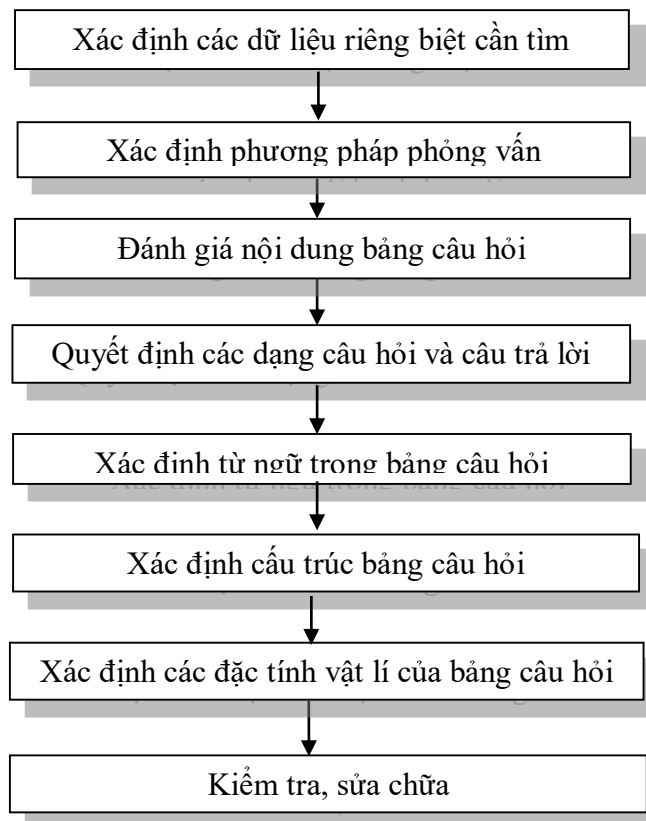 Xác định các dữ liệu riêng biệt cần tìm
Xác định phương pháp phỏng vấn
Đánh giá nội dung bảng câu hỏi
Quyết định các dạng câu hỏi và câu trả lời
Xác định từ ngữ trong bảng câu hỏi
Xác định cấu trúc bảng câu hỏi
Xác định các đặc tính vật lí của bảng câu hỏi
Kiểm tra, sửa chữa